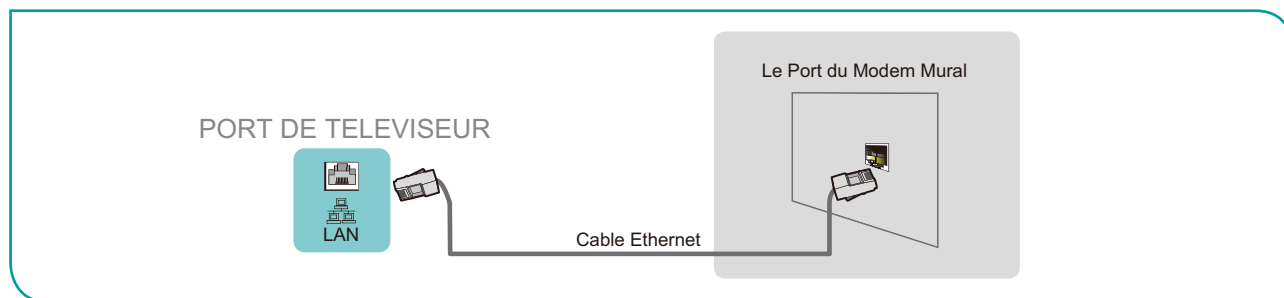 Le Port du Modem Mural
PORT DE TELEVISEUR
LAN
Cable Ethernet